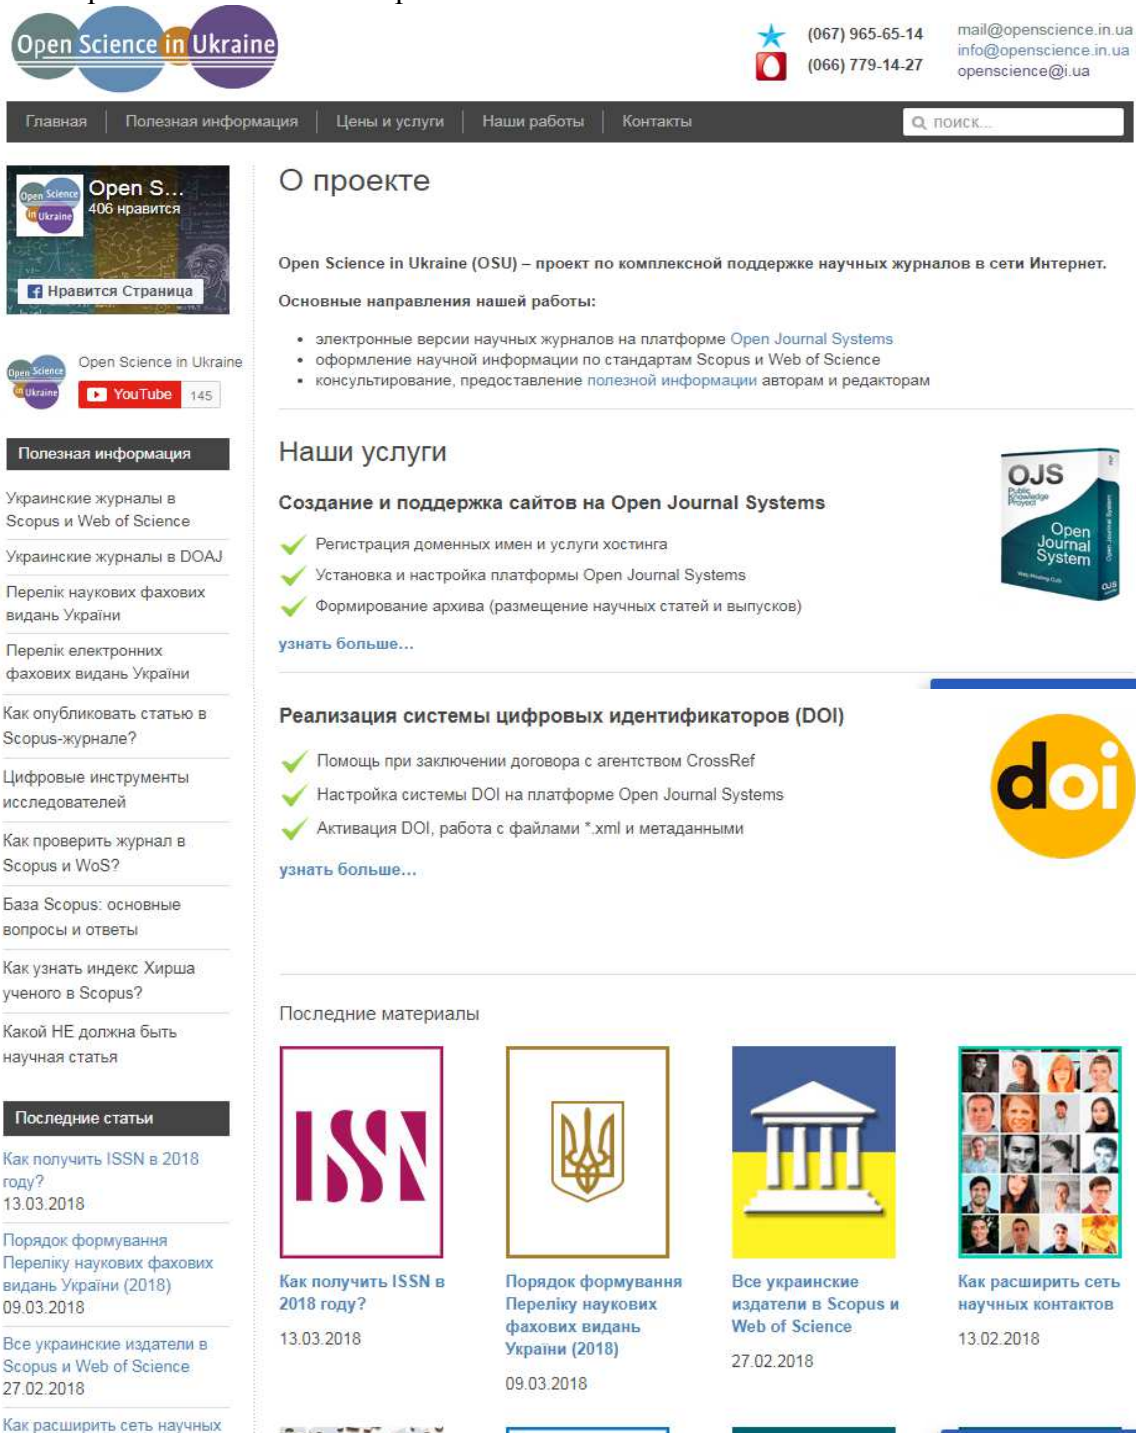 Open Science in Ukraine
(067) 965-65-14
(066) 779-14-27
mail@openscience.in.ua
info@openscience.in.ua
openscience@i.ua
Главная
Полезная информация
Цены и услуги
Наши работы
Контакты
поиск...
Open Science
in Ukraine
Open S...
406 нравится
Нравится Страница
Open Science
in Ukraine
Open Science in Ukraine
YouTube 145
Полезная информация
Украинские журналы в
Scopus и Web of Science
Украинские журналы в DOAJ
Перелік наукових фахових
видань України
Перелік електронних
фахових видань України
Как опубликовать статью в
Scopus-журнале?
Цифровые инструменты
исследователей
Как проверить журнал в
Scopus и WoS?
База Scopus: основные
вопросы и ответы
Как узнать индекс Хирша
ученого в Scopus?
Какой НЕ должна быть
научная статья
Последние статьи
Как получить ISSN в 2018
году?
13.03.2018
Порядок формування
Переліку наукових фахових
видань України (2018)
09.03.2018
Все украинские издатели в
Scopus и Web of Science
27.02.2018
Как расширить сеть научных
О проекте
Open Science in Ukraine (OSU) – проект по комплексной поддержке научных журналов в сети Интернет.
Основные направления нашей работы:
• электронные версии научных журналов на платформе Open Journal Systems
• оформление научной информации по стандартам Scopus и Web of Science
• консультирование, предоставление полезной информации авторам и редакторам
Наши услуги
Создание и поддержка сайтов на Open Journal Systems
Регистрация доменных имен и услуги хостинга
Установка и настройка платформы Open Journal Systems
Формирование архива (размещение научных статей и выпусков)
узнать больше...
OJS
Public
Knowledge
Project
Open
Journal
System
OJS
Реализация системы цифровых идентификаторов (DOI)
Помощь при заключении договора с агентством CrossRef
Настройка системы DOI на платформе Open Journal Systems
Активация DOI, работа с файлами *.xml и метаданными
узнать больше...
doi
Последние материалы
ISSN
Как получить ISSN в
2018 году?
13.03.2018
Порядок формування
Переліку наукових
фахових видань
України (2018)
09.03.2018
Все украинские
издатели в Scopus и
Web of Science
27.02.2018
Как расширить сеть
научных контактов
13.02.2018